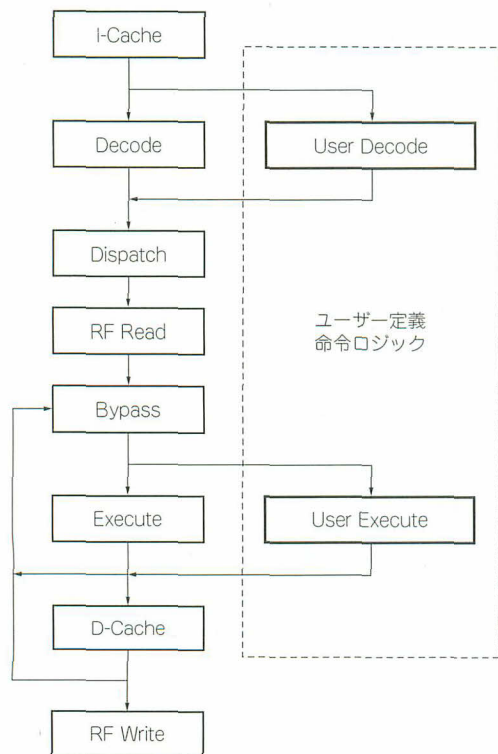 I-Cache
Decode
User Decode
Dispatch
RF Read
ユーザー定義
命令ロジック
Bypass
Execute
User Execute
D-Cache
RF Write